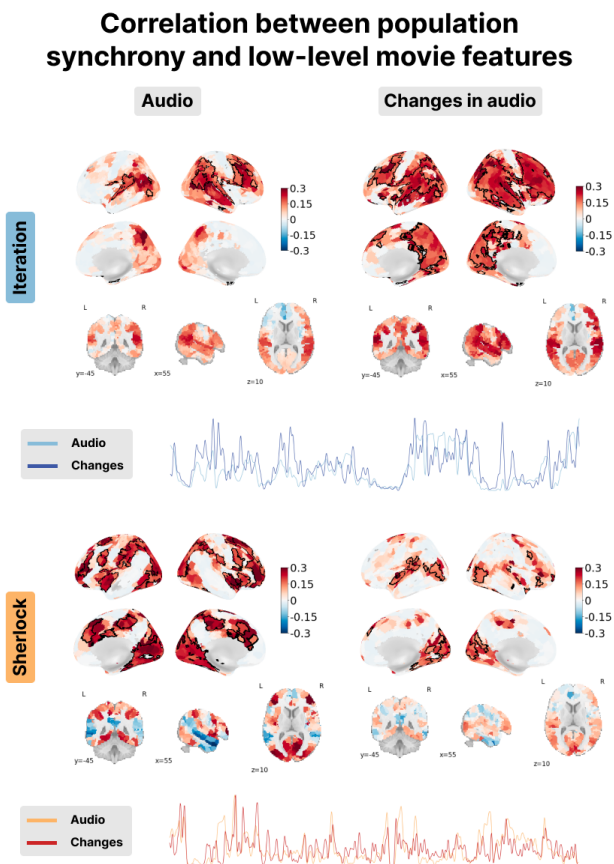 Correlation between population
synchrony and low-level movie features
Audio
Changes in audio
Iteration
0.3
0.15
0
-0.15
-0.3
0.3
0.15
0
-0.15
-0.3
L
R
y=-45
x=55
L
R
z=10
L
R
y=-45
x=55
L
R
z=10
Audio
Changes
Sherlock
0.3
0.15
0
-0.15
-0.3
0.3
0.15
0
-0.15
-0.3
L
R
y=-45
x=55
L
R
z=10
L
R
y=-45
x=55
L
R
z=10
Audio
Changes